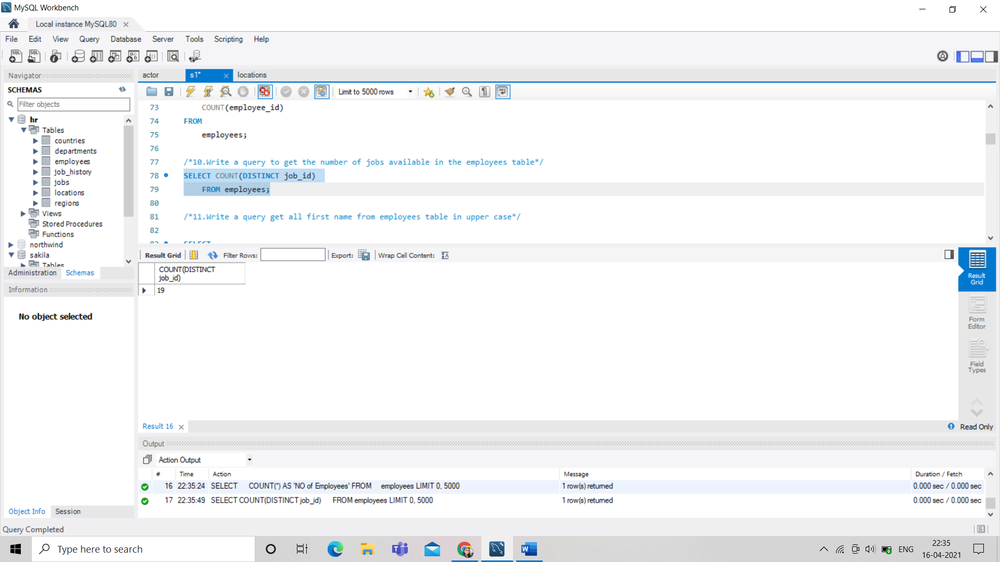 MySQL Workbench
Local instance MySQL80
File Edit View Query Database Server Tools Scripting Help
Navigator
SCHEMAS
Filter objects
hr
Tables
countries
departments
employees
job_history
jobs
locations
regions
Views
Stored Procedures
Functions
northwind
sakila
Tables
Administration Schemas
Information
No object selected
Object Info Session
Query Completed
actor s1* locations
Limit to 5000 rows
73 COUNT(employee_id)
74 FROM
75 employees;
76
77 /*10.Write a query to get the number of jobs available in the employees table*/
78 SELECT COUNT(DISTINCT job_id)
79 FROM employees;
80
81 /*11.Write a query get all first name from employees table in upper case*/
82
83 SELECT
Result Grid Filter Rows: Export: Wrap Cell Content:
COUNT(DISTINCT
job_id)
19
Result
Grid
Form
Editor
Field
Types
Result 16 Read Only
Output
Action Output
# Time Action Message Duration / Fetch
16 22:35:24 SELECT COUNT(*) AS 'NO of Employees' FROM employees LIMIT 0, 5000 1 row(s) returned 0.000 sec / 0.000 sec
17 22:35:49 SELECT COUNT(DISTINCT job_id) FROM employees LIMIT 0, 5000 1 row(s) returned 0.000 sec / 0.000 sec
Type here to search
ENG
22:35
16-04-2021